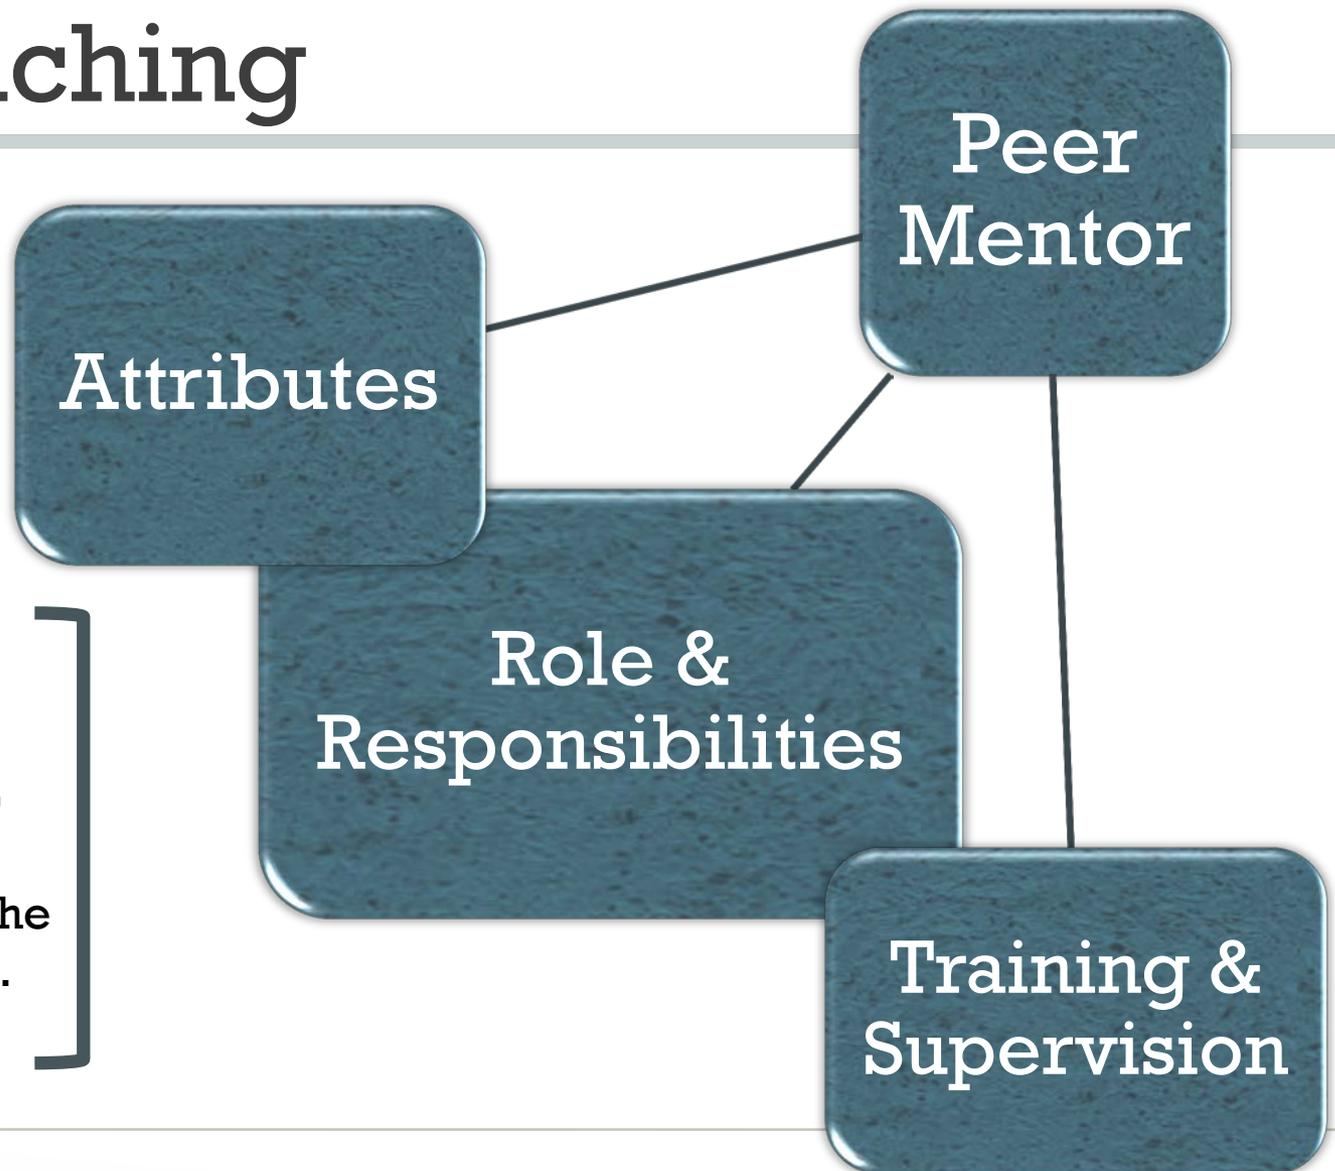 ching
Peer
Mentor
Attributes
Role &
Responsibilities
he
.
Training &
Supervision